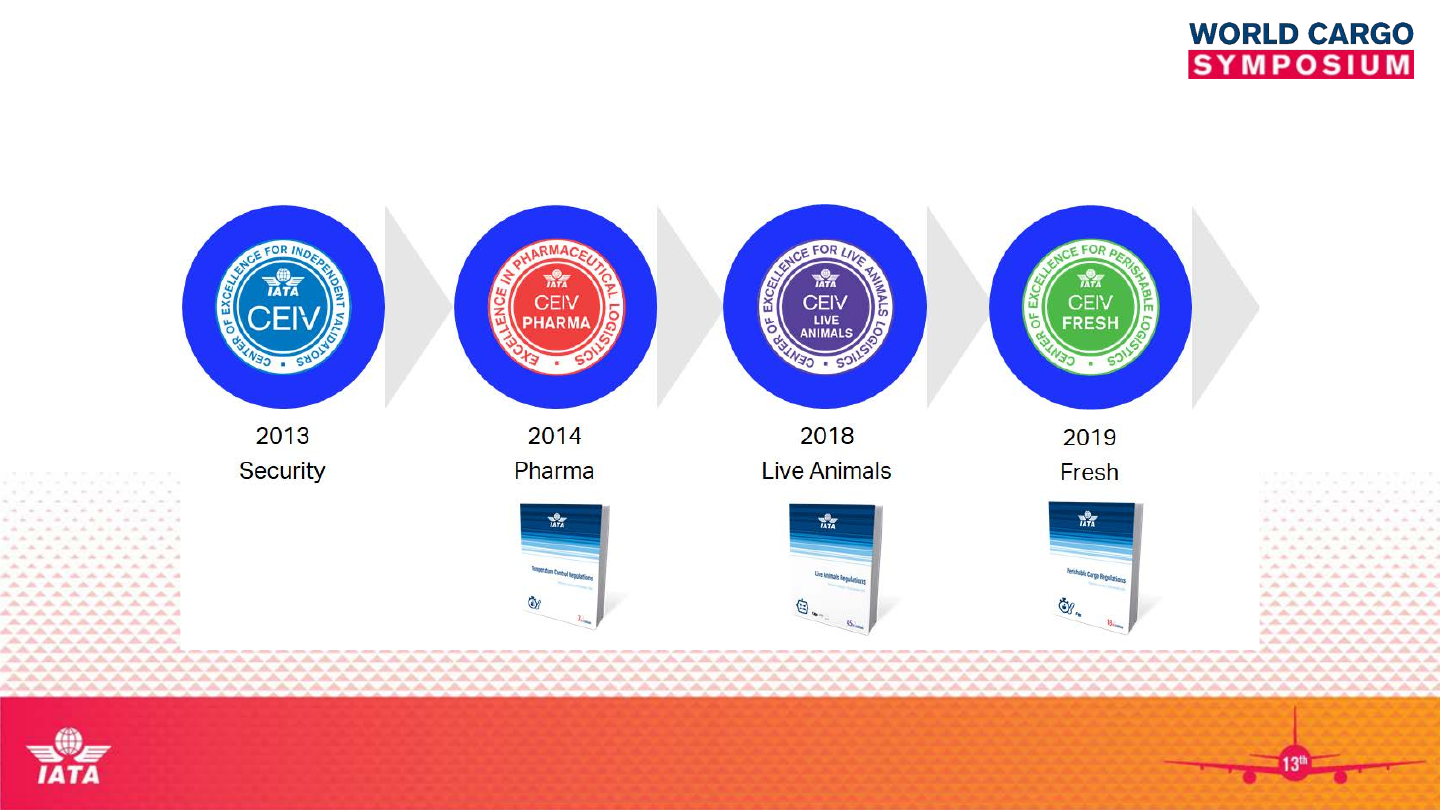 WORLD CARGO
SYMPOSIUM
CENTER OF EXCELLENCE FOR INDEPENDENT VALIDATORS
IATA
CEIV
EXCELLENCE IN PHARMACEUTICAL LOGISTICS
IATA
CEIV
PHARMA
CENTER OF EXCELLENCE FOR LIVE ANIMALS LOGISTICS
IATA
CEIV
LIVE
ANIMALS
CENTER OF EXCELLENCE FOR PERISHABLE LOGISTICS
IATA
CEIV
FRESH
2013
Security
2014
Pharma
2018
Live Animals
2019
Fresh
IATA
Temperature Control Regulations
IATA
Live Animals Regulations
IATA
Perishable Cargo Regulations
IATA
13th